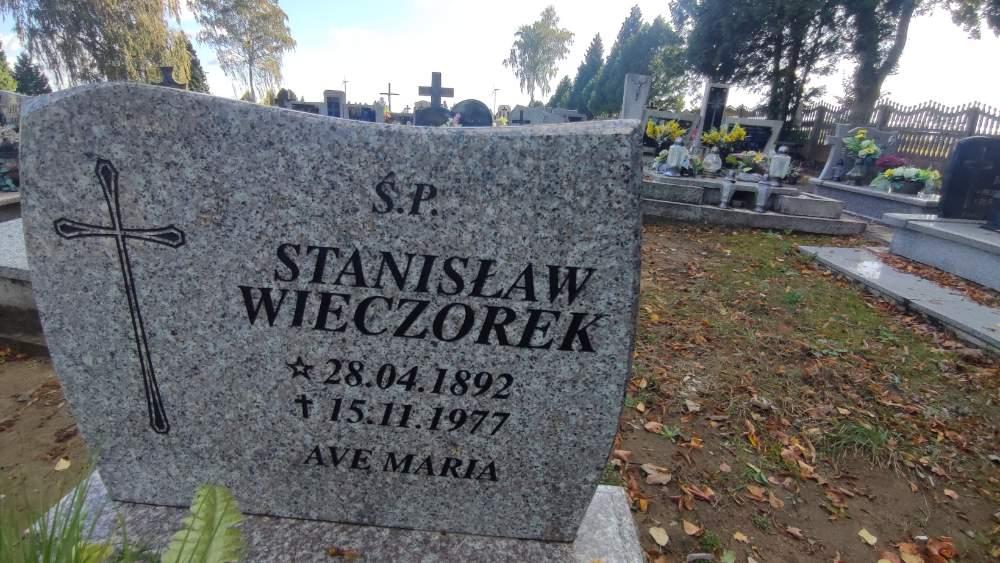 Ś.P.
STANISŁAW
WIECZOREK
☆ 28.04.1892
✝ 15.11.1977
AVE MARIA